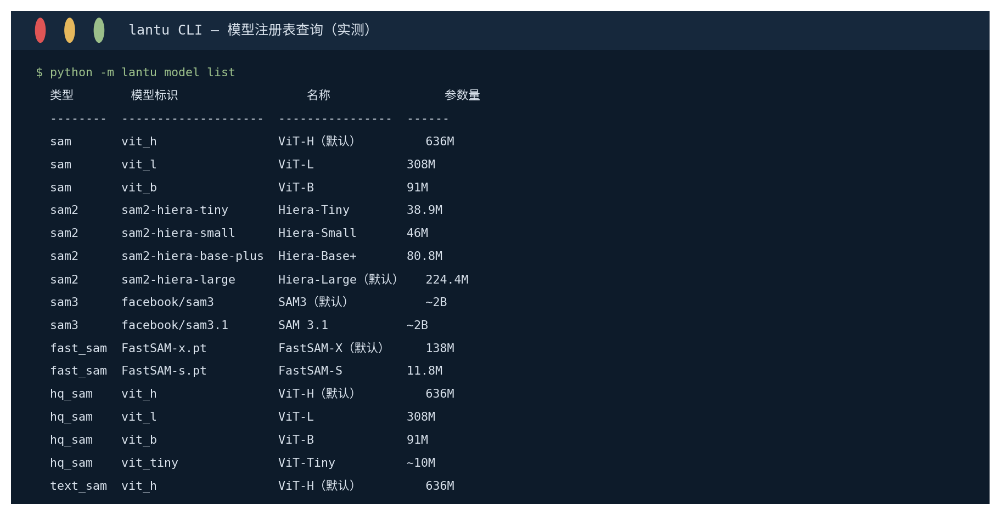 lantu CLI — 模型注册表查询（实测）
$ python -m lantu model list
类型 模型标识 名称 参数量
-------- -------------------- ---------------- ------
sam vit_h ViT-H（默认） 636M
sam vit_l ViT-L 308M
sam vit_b ViT-B 91M
sam2 sam2-hiera-tiny Hiera-Tiny 38.9M
sam2 sam2-hiera-small Hiera-Small 46M
sam2 sam2-hiera-base-plus Hiera-Base+ 80.8M
sam2 sam2-hiera-large Hiera-Large（默认） 224.4M
sam3 facebook/sam3 SAM3（默认） ~2B
sam3 facebook/sam3.1 SAM 3.1 ~2B
fast_sam FastSAM-x.pt FastSAM-X（默认） 138M
fast_sam FastSAM-s.pt FastSAM-S 11.8M
hq_sam vit_h ViT-H（默认） 636M
hq_sam vit_l ViT-L 308M
hq_sam vit_b ViT-B 91M
hq_sam vit_tiny ViT-Tiny ~10M
text_sam vit_h ViT-H（默认） 636M